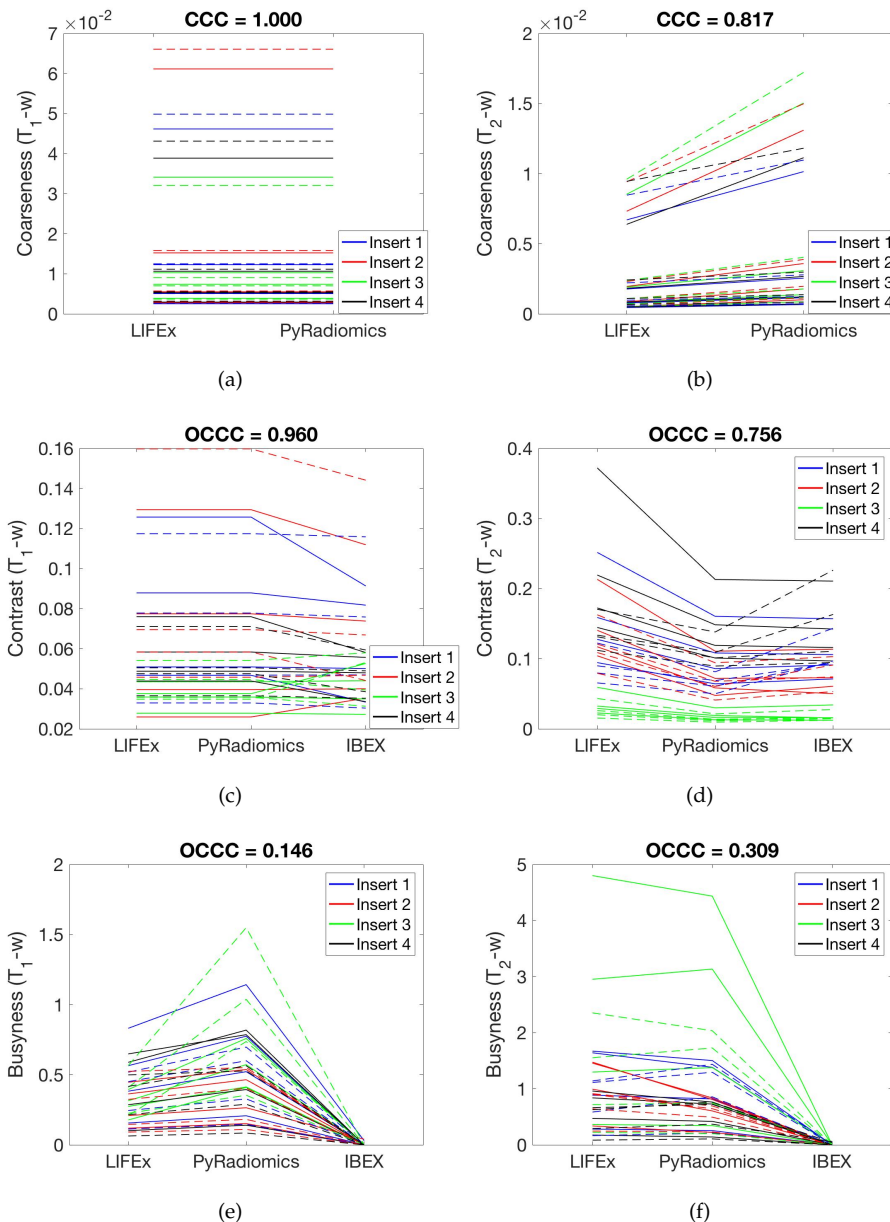 CCC = 1.000
×10^-2
7
6
5
4
3
2
1
0
Coarseness (T_1-w)
Insert 1
Insert 2
Insert 3
Insert 4
LIFEx
PyRadiomics
(a)
CCC = 0.817
×10^-2
2
1.5
1
0.5
0
Coarseness (T_2-w)
Insert 1
Insert 2
Insert 3
Insert 4
LIFEx
PyRadiomics
(b)
OCCC = 0.960
0.16
0.14
0.12
0.1
0.08
0.06
0.04
0.02
Contrast (T_1-w)
Insert 1
Insert 2
Insert 3
Insert 4
LIFEx
PyRadiomics
IBEX
(c)
OCCC = 0.756
0.4
0.3
0.2
0.1
0
Contrast (T_2-w)
Insert 1
Insert 2
Insert 3
Insert 4
LIFEx
PyRadiomics
IBEX
(d)
OCCC = 0.146
2
1.5
1
0.5
0
Busyness (T_1-w)
Insert 1
Insert 2
Insert 3
Insert 4
LIFEx
PyRadiomics
IBEX
(e)
OCCC = 0.309
5
4
3
2
1
0
Busyness (T_2-w)
Insert 1
Insert 2
Insert 3
Insert 4
LIFEx
PyRadiomics
IBEX
(f)